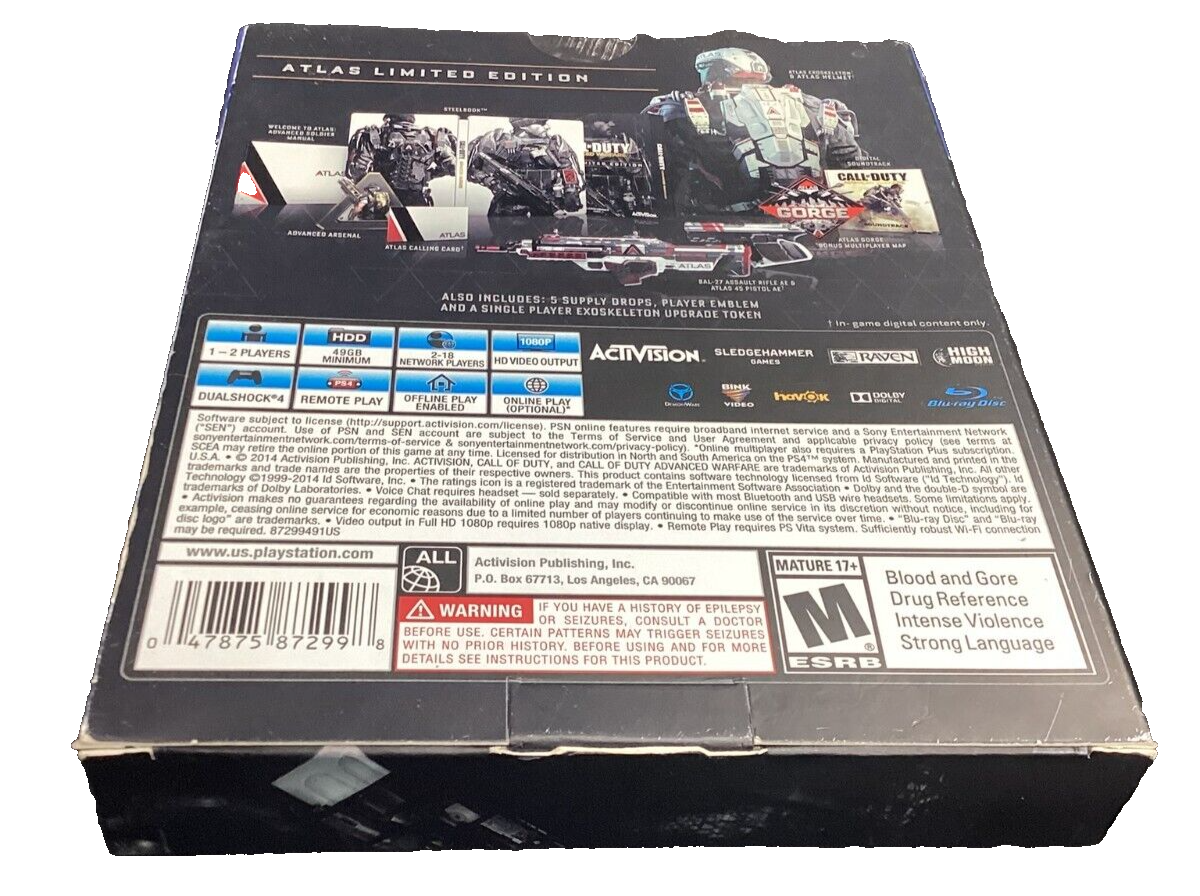 ATLAS LIMITED EDITION
ATLAS EXOSKELETON†
& ATLAS HELMET†
STEELBOOK™
WELCOME TO ATLAS:
ADVANCED SOLDIER
MANUAL
ATLAS
DIGITAL
SOUNDTRACK
CALL OF DUTY
SOUNDTRACK
GORGE
ATLAS GORGE
BONUS MULTIPLAYER MAP
ADVANCED ARSENAL
ATLAS CALLING CARD†
ATLAS
ACTIVISION
ATLAS
BAL-27 ASSAULT RIFLE AE &
ATLAS 45 PISTOL AE†
ALSO INCLUDES: 5 SUPPLY DROPS, PLAYER EMBLEM
AND A SINGLE PLAYER EXOSKELETON UPGRADE TOKEN
† In-game digital content only.
1 – 2 PLAYERS
HDD
49GB
MINIMUM
2-18
NETWORK PLAYERS
1080P
HD VIDEO OUTPUT
DUALSHOCK®4
PS4
REMOTE PLAY
OFFLINE PLAY
ENABLED
ONLINE PLAY
(OPTIONAL)*
ACTIVISION.
SLEDGEHAMMER
GAMES
RAVEN
HIGH
MOON
DEMONWARE
BINK
VIDEO
havok
DOLBY
DIGITAL
Blu-ray Disc
Software subject to license (http://support.activision.com/license). PSN online features require broadband internet service and a Sony Entertainment Network
("SEN") account. Use of PSN and SEN account are subject to the Terms of Service and User Agreement and applicable privacy policy (see terms at
sonyentertainmentnetwork.com/terms-of-service & sonyentertainmentnetwork.com/privacy-policy). *Online multiplayer also requires a PlayStation Plus subscription.
SCEA may retire the online portion of this game at any time. Licensed for distribution in North and South America on the PS4™ system. Manufactured and printed in the
U.S.A. • © 2014 Activision Publishing, Inc. ACTIVISION, CALL OF DUTY, and CALL OF DUTY ADVANCED WARFARE are trademarks of Activision Publishing, Inc. All other
trademarks and trade names are the properties of their respective owners. This product contains software technology licensed from Id Software ("Id Technology"). Id
Technology ©1999-2014 Id Software, Inc. • The ratings icon is a registered trademark of the Entertainment Software Association • Dolby and the double-D symbol are
trademarks of Dolby Laboratories. • Voice Chat requires headset — sold separately. • Compatible with most Bluetooth and USB wire headsets. Some limitations apply.
• Activision makes no guarantees regarding the availability of online play and may modify or discontinue online service in its discretion without notice, including for
example, ceasing online service for economic reasons due to a limited number of players continuing to make use of the service over time. • "Blu-ray Disc" and "Blu-ray
disc logo" are trademarks. • Video output in Full HD 1080p requires 1080p native display. • Remote Play requires PS Vita system. Sufficiently robust Wi-Fi connection
may be required. 87299491US
www.us.playstation.com
ALL
Activision Publishing, Inc.
P.O. Box 67713, Los Angeles, CA 90067
WARNING IF YOU HAVE A HISTORY OF EPILEPSY
OR SEIZURES, CONSULT A DOCTOR
BEFORE USE. CERTAIN PATTERNS MAY TRIGGER SEIZURES
WITH NO PRIOR HISTORY. BEFORE USING AND FOR MORE
DETAILS SEE INSTRUCTIONS FOR THIS PRODUCT.
0 47875 87299 8
MATURE 17+
M
®
ESRB
Blood and Gore
Drug Reference
Intense Violence
Strong Language